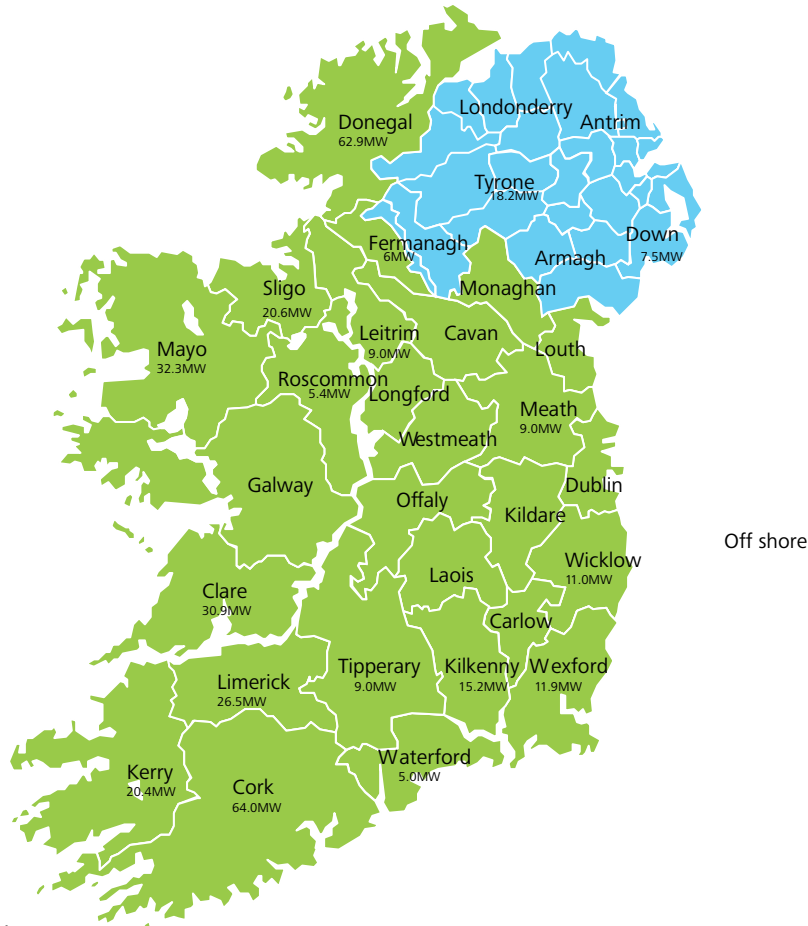 Londonderry
Donegal
Antrim
62.9MW
Tyrone
18.2MW
Down
Fermanagh
6MW
Armagh
7.5MW
Sligo
Monaghan
20.6MW
Leitrim
Cavan
Mayo
9.0MW
Louth
32.3MW
Roscommon
5.4MW
Longford
Meath
9.0MW
Westmeath
Galway
Dublin
Offaly
Kildare
Off shore
Wicklow
Laois
11.0MW
Clare
30.9MW
Carlow
Tipperary
Kilkenny
Wexford
Limerick
9.0MW
15.2MW
11.9MW
26.5MW
Waterford
Kerry
5.0MW
20.4MW
Cork
64.0MW